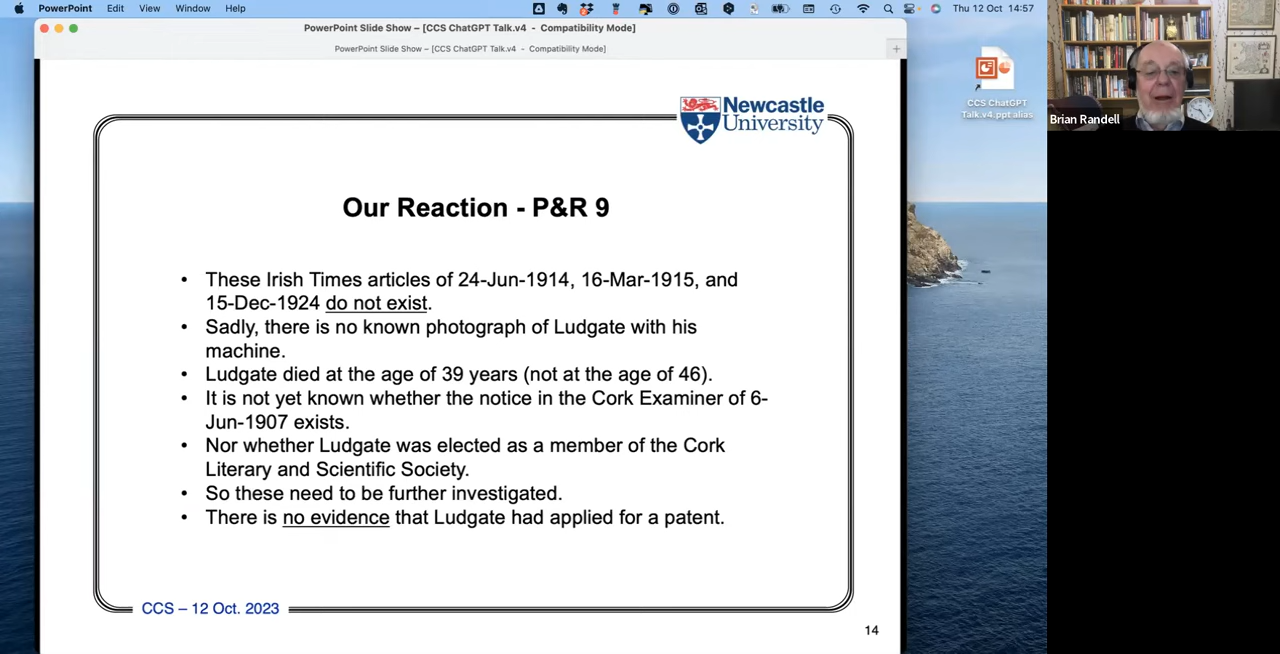 PowerPoint Edit View Window Help
Thu 12 Oct 14:57
PowerPoint Slide Show – [CCS ChatGPT Talk.v4 - Compatibility Mode]
PowerPoint Slide Show – [CCS ChatGPT Talk.v4 - Compatibility Mode]
CCS ChatGPT
Talk.v4.ppt alias
Brian Randell
Newcastle
University
Our Reaction - P&R 9
• These Irish Times articles of 24-Jun-1914, 16-Mar-1915, and
15-Dec-1924 do not exist.
• Sadly, there is no known photograph of Ludgate with his
machine.
• Ludgate died at the age of 39 years (not at the age of 46).
• It is not yet known whether the notice in the Cork Examiner of 6-
Jun-1907 exists.
• Nor whether Ludgate was elected as a member of the Cork
Literary and Scientific Society.
• So these need to be further investigated.
• There is no evidence that Ludgate had applied for a patent.
CCS – 12 Oct. 2023
14